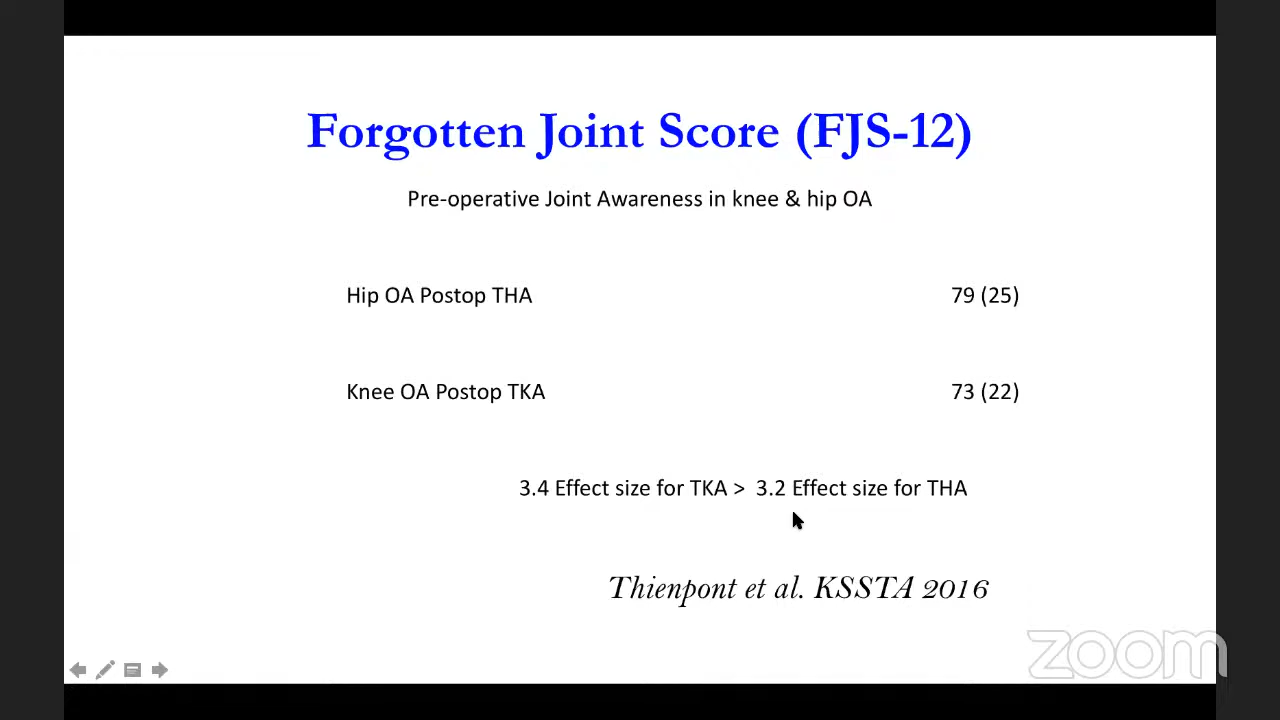 Forgotten Joint Score (FJS-12)
Pre-operative Joint Awareness in knee & hip OA
Hip OA Postop THA 79 (25)
Knee OA Postop TKA 73 (22)
3.4 Effect size for TKA > 3.2 Effect size for THA
Thienpont et al. KSSTA 2016
zoom